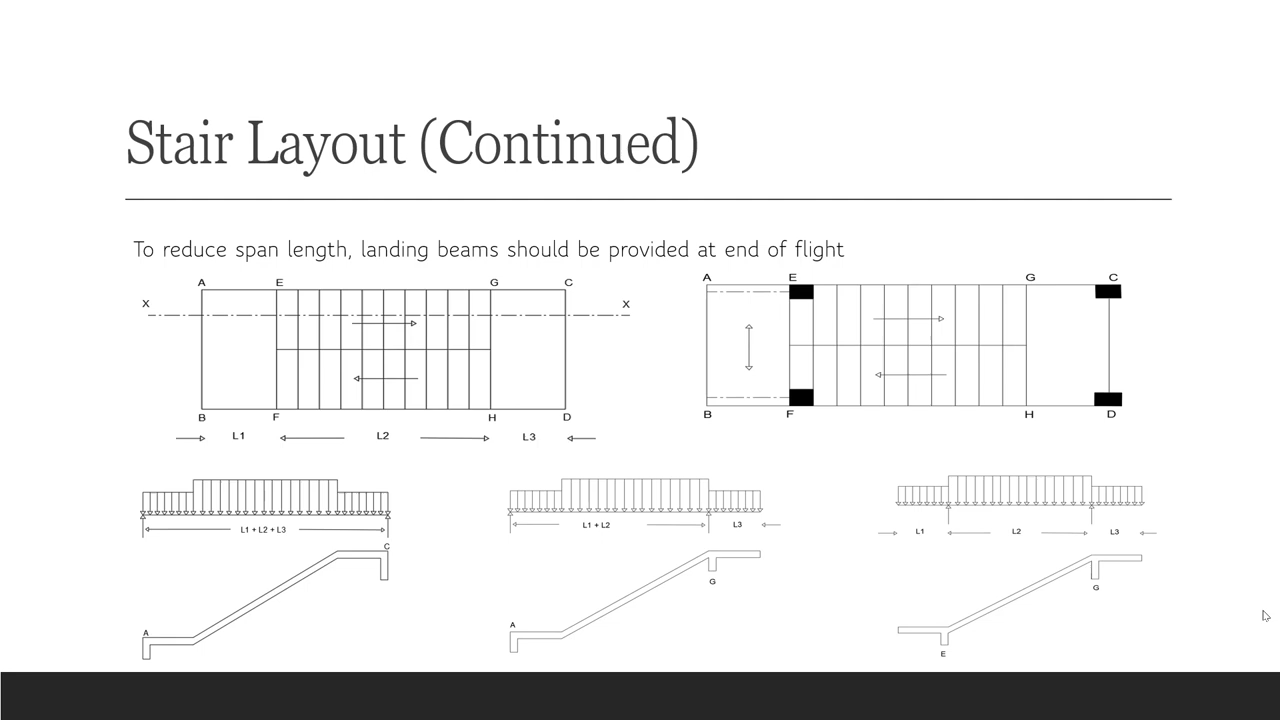 Stair Layout (Continued)
To reduce span length, landing beams should be provided at end of flight
A E G C
X X
B F H D
L1 L2 L3
A E G C
B F H D
L1 + L2 + L3
C
A
L1 + L2 L3
G
A
L1 L2 L3
G
E